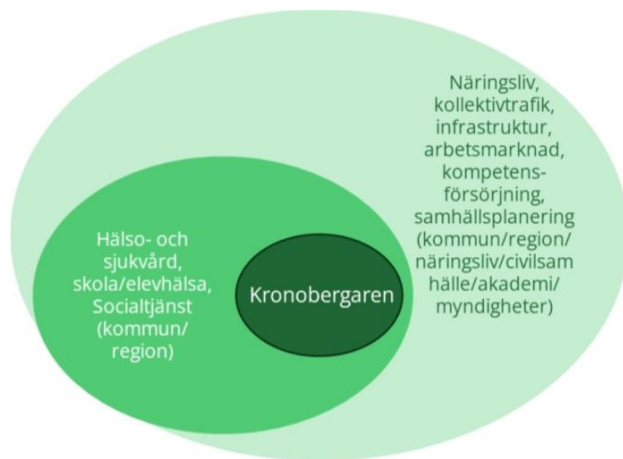 Näringsliv,
kollektivtrafik,
infrastruktur,
arbetsmarknad,
kompetens-
försörjning,
samhällsplanering
(kommun/region/
näringsliv/civilsam
hälle/akademi/
myndigheter)
Hälso- och
sjukvård,
skola/elevhälsa,
Socialtjänst
(kommun/
region)
Kronobergaren